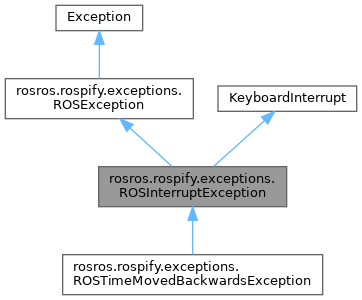 Exception
rosros.rospify.exceptions.
ROSException
KeyboardInterrupt
rosros.rospify.exceptions.
ROSInterruptException
rosros.rospify.exceptions.
ROSTimeMovedBackwardsException